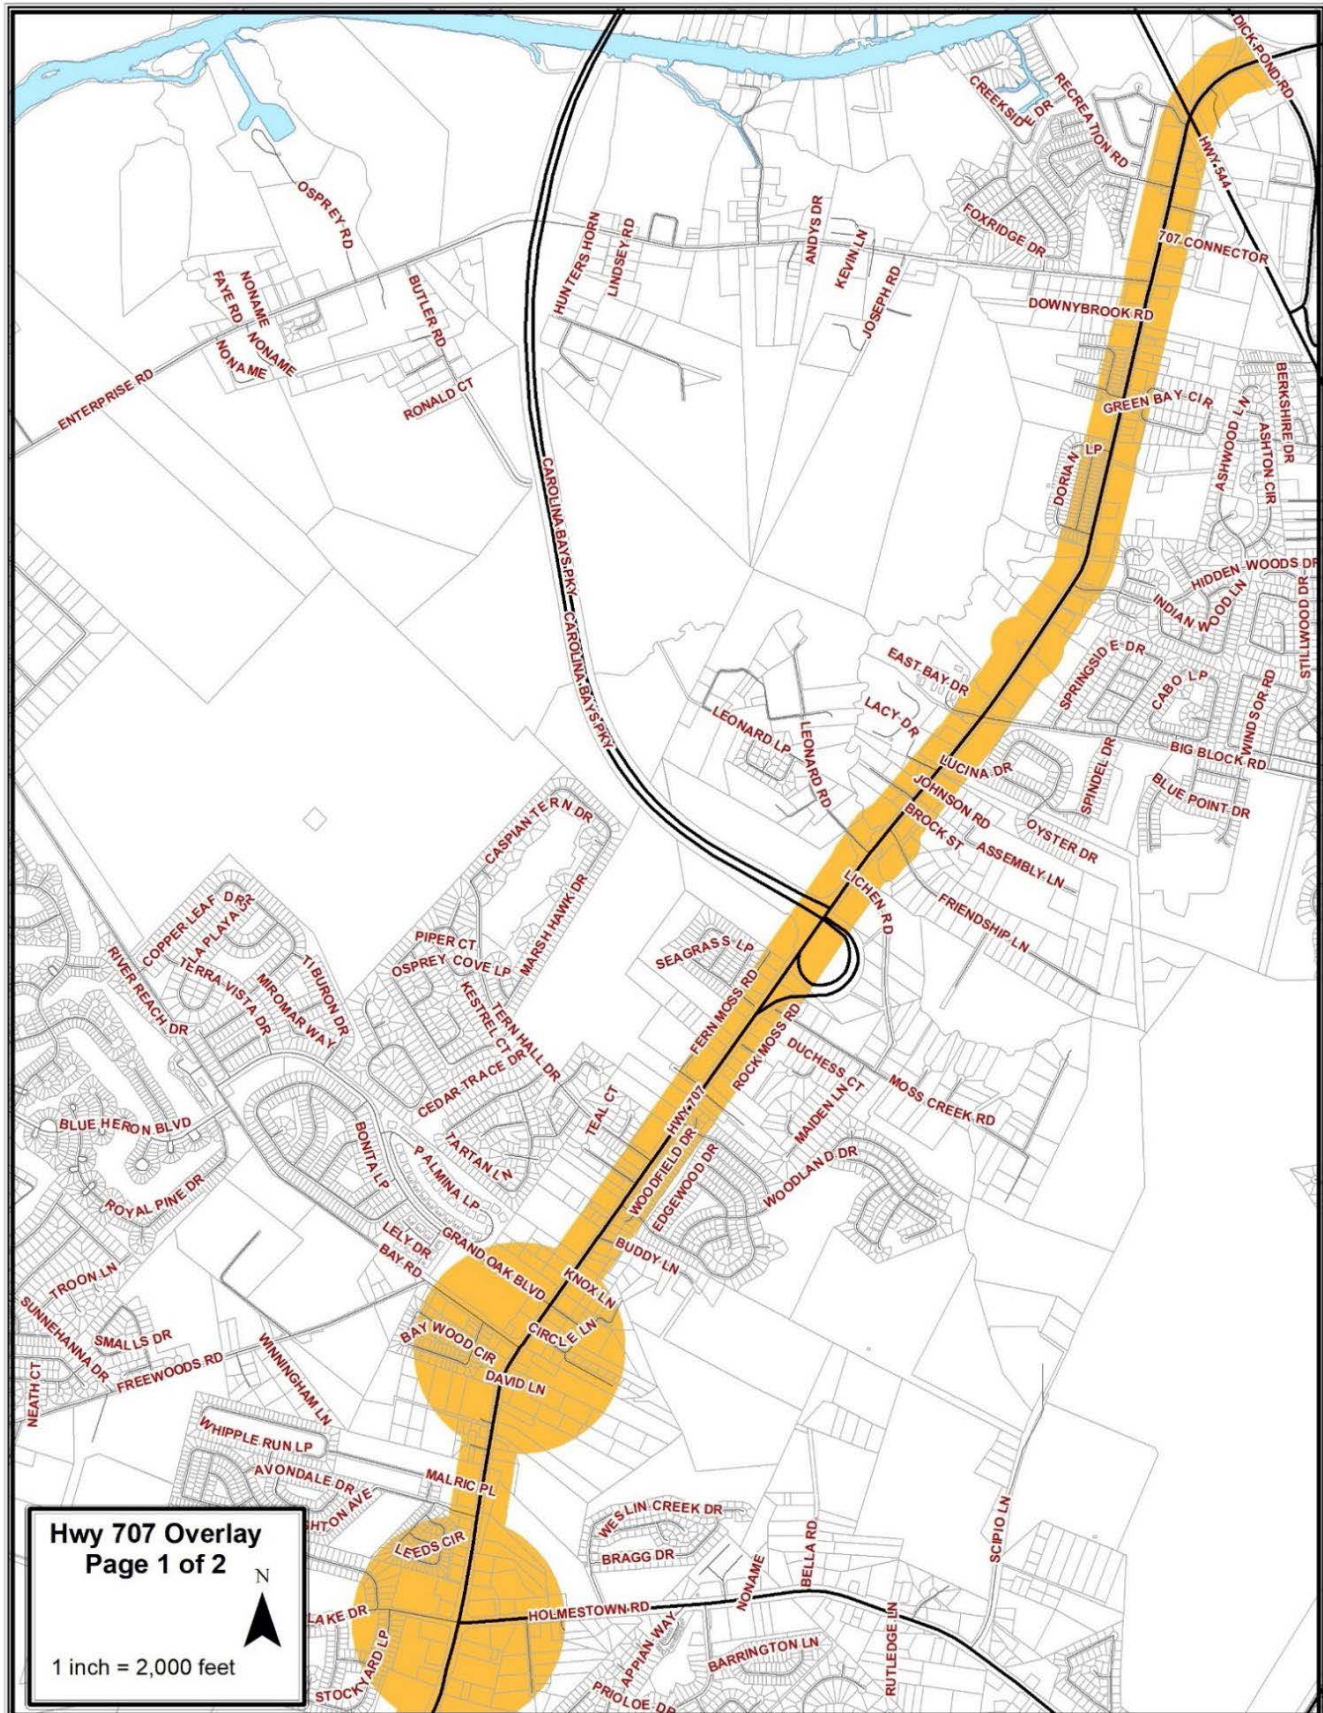 DICK POND RD
CREEKSIDE DR
RECREATION RD
HWY 544
OSPREY RD
HUNTERS HORN
LINDSEY RD
ANDYS DR
KEVIN LN
JOSEPH RD
FOXRIDGE DR
707 CONNECTOR
FAYE RD
NONAME
BUTLER RD
DOWNYBROOK RD
NONAME
NONAME
ENTERPRISE RD
RONALD CT
GREEN BAY CIR
BERKSHIRE DR
ASHWOOD LN
ASHTON CIR
DORIAN LP
CAROLINA BAYS PKY
HIDDEN WOODS DR
INDIAN WOOD LN
STILLWOOD DR
CAROLINA BAYS PKY
EAST BAY DR
SPRINGSIDE DR
CABO LP
WINDSOR RD
LACY DR
LEONARD LP
LEONARD RD
BIG BLOCK RD
LUCINA DR
SPINDEL DR
BLUE POINT DR
JOHNSON RD
BROCK ST
OYSTER DR
ASSEMBLY LN
CASPIAN TERN DR
LICHEN RD
FRIENDSHIP LN
MARSH HAWK DR
COPPER LEAF DR
LA PLAYA DR
PIPER CT
OSPREY COVE LP
SEAGRASS LP
RIVER REACH DR
TERRA VISTA DR
TIBURON DR
MIROMAR WAY
KESTREL CT
TERN HALL DR
FERN MOSS RD
ROCK MOSS RD
CEDAR TRACE DR
DUCHESS CT
MOSS CREEK RD
TEAL CT
HWY 707
MAIDEN LN
BLUE HERON BLVD
BONITA LP
TARTAN LN
PALMINA LP
WOODFIELD DR
EDGEWOOD DR
WOODLAND DR
ROYAL PINE DR
LELY DR
BAY RD
GRAND OAK BLVD
BUDDY LN
KNOX LN
TROON LN
SUNNEHANNA DR
SMALLS DR
CIRCLE LN
BAY WOOD CIR
NEATH CT
FREEWOODS RD
WINNINGHAM LN
DAVID LN
WHIPPLE RUN LP
AVONDALE DR
MALRIC PL
GHTON AVE
LEEDS CIR
WESLIN CREEK DR
BRAGG DR
NONAME
BELLA RD
SCIPIO LN
LAKE DR
HOLMESTOWN RD
STOCKYARD LP
APPIAN WAY
BARRINGTON LN
RUTLEDGE LN
PRIOLOE DR
Hwy 707 Overlay
Page 1 of 2
N
1 inch = 2,000 feet